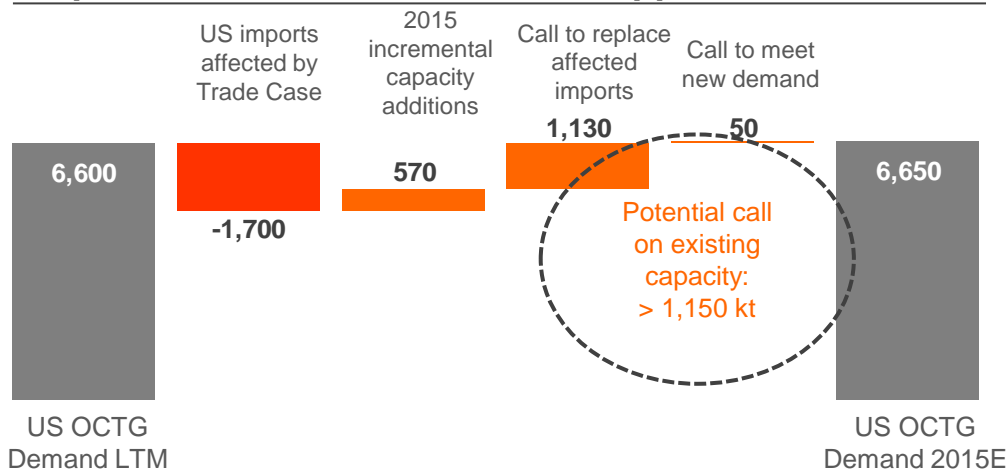 US imports
affected by
Trade Case
2015
incremental
capacity
additions
Call to replace
affected
imports
Call to meet
new demand
6,600
-1,700
570
1,130
50
6,650
Potential call
on existing
capacity:
> 1,150 kt
US OCTG
Demand LTM
US OCTG
Demand 2015E